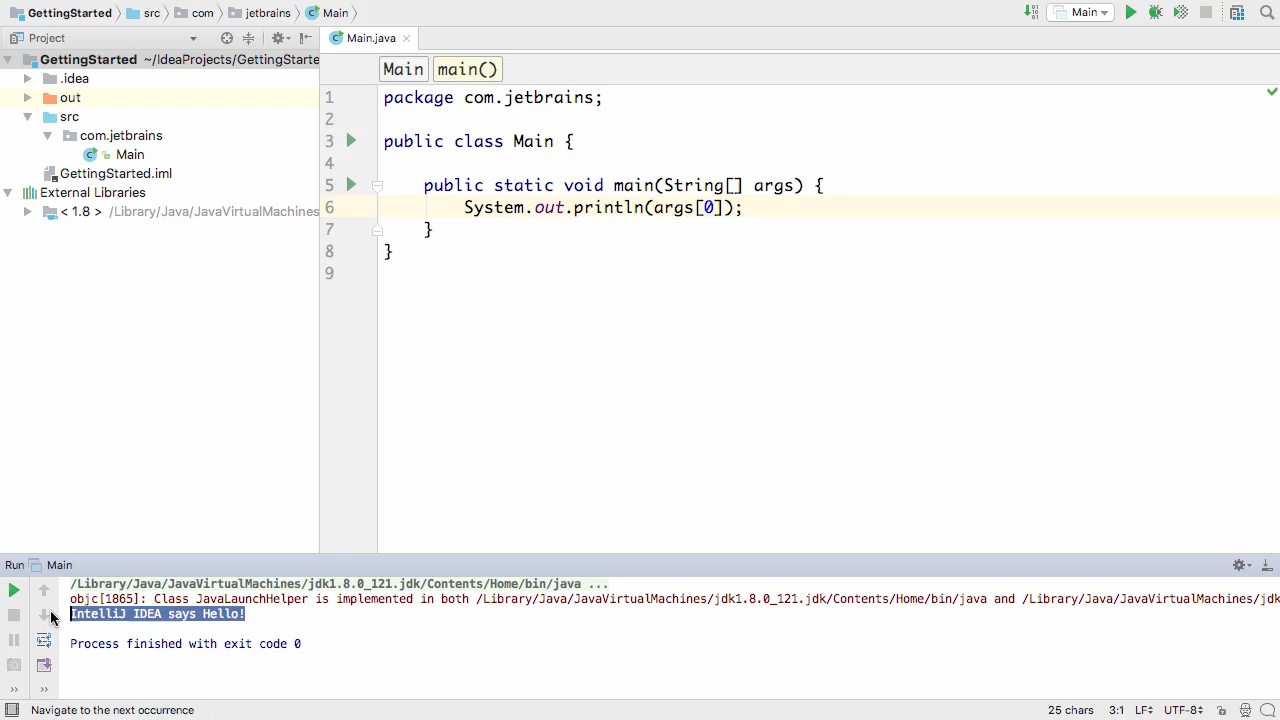 GettingStarted src com jetbrains Main
Main
Project
Main.java
GettingStarted ~/IdeaProjects/GettingStarte
.idea
out
src
com.jetbrains
Main
GettingStarted.iml
External Libraries
< 1.8 > /Library/Java/JavaVirtualMachines
Main main()
1 package com.jetbrains;
2
3 public class Main {
4
5 public static void main(String[] args) {
6 System.out.println(args[0]);
7 }
8 }
9
Run Main
/Library/Java/JavaVirtualMachines/jdk1.8.0_121.jdk/Contents/Home/bin/java ...
objc[1865]: Class JavaLaunchHelper is implemented in both /Library/Java/JavaVirtualMachines/jdk1.8.0_121.jdk/Contents/Home/bin/java and /Library/Java/JavaVirtualMachines/jdk
IntelliJ IDEA says Hello!
Process finished with exit code 0
Navigate to the next occurrence
25 chars 3:1 LF UTF-8